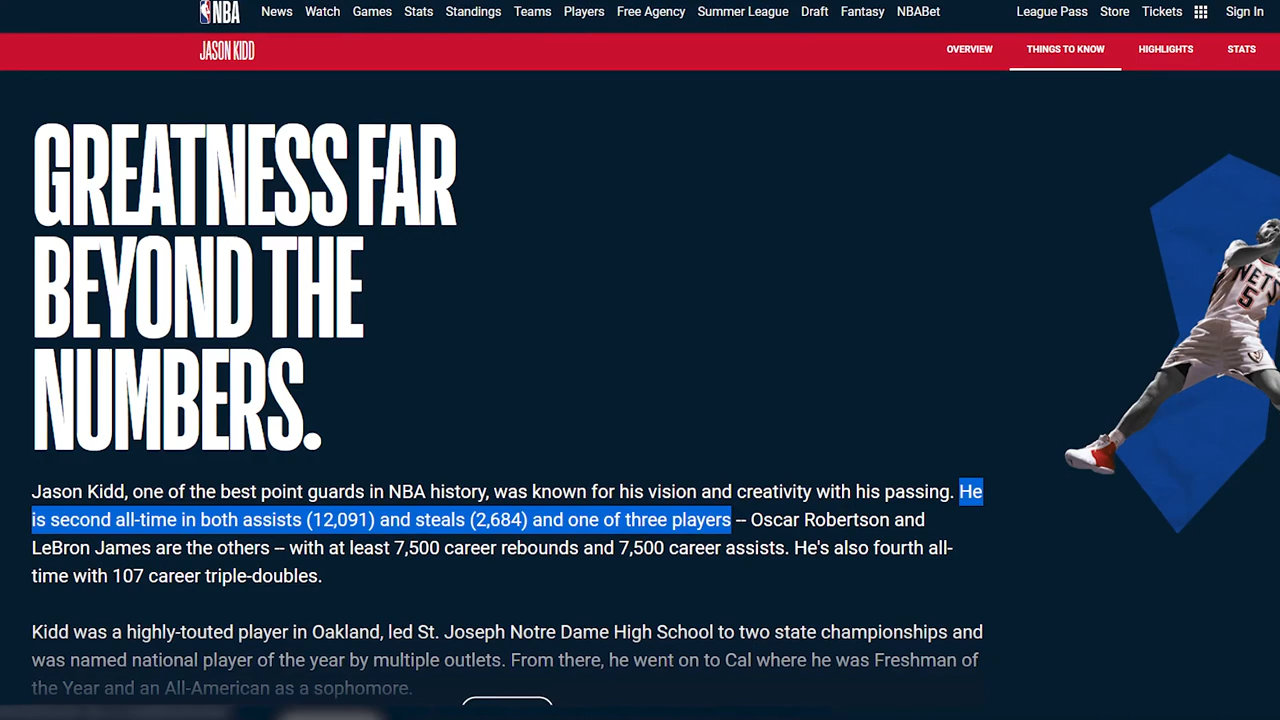 NBA News Watch Games Stats Standings Teams Players Free Agency Summer League Draft Fantasy NBABet League Pass Store Tickets Sign In
JASON KIDD OVERVIEW THINGS TO KNOW HIGHLIGHTS STATS
GREATNESS FAR
BEYOND THE
NUMBERS.
NETS
5
Jason Kidd, one of the best point guards in NBA history, was known for his vision and creativity with his passing. He
is second all-time in both assists (12,091) and steals (2,684) and one of three players – Oscar Robertson and
LeBron James are the others – with at least 7,500 career rebounds and 7,500 career assists. He's also fourth all-
time with 107 career triple-doubles.
Kidd was a highly-touted player in Oakland, led St. Joseph Notre Dame High School to two state championships and
was named national player of the year by multiple outlets. From there, he went on to Cal where he was Freshman of
the Year and an All-American as a sophomore.